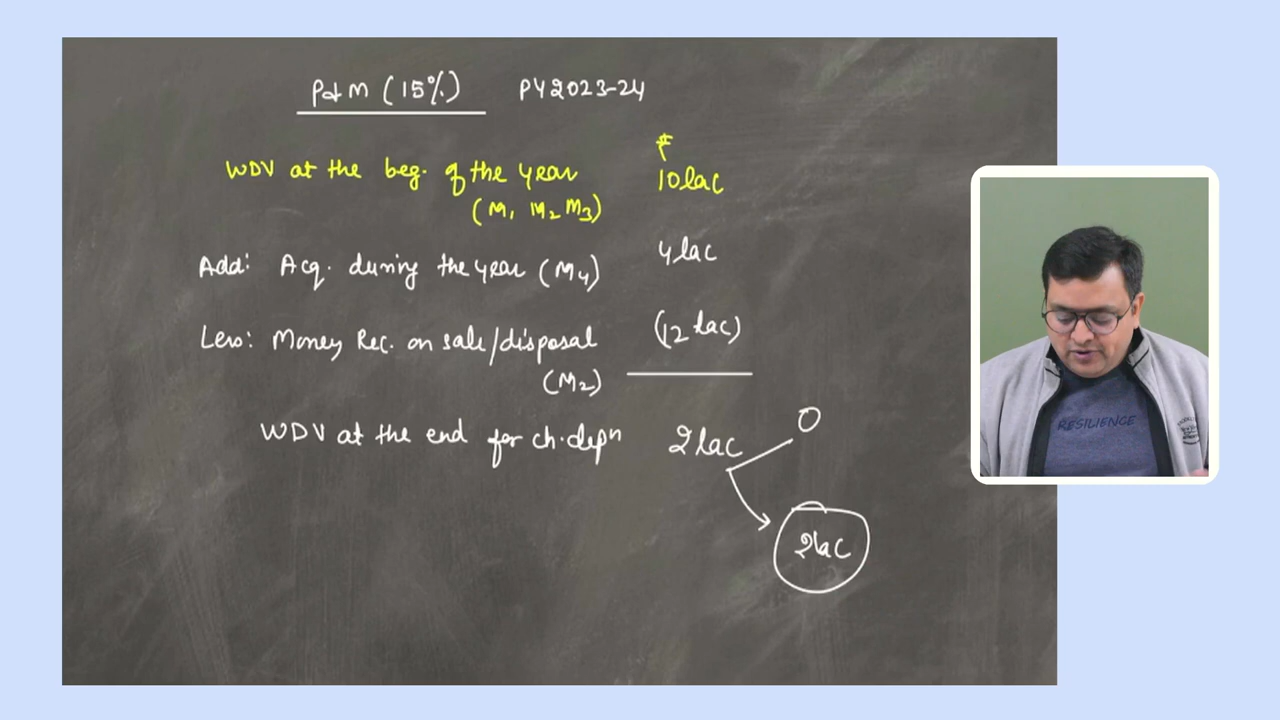 P&M (15%) PY2023-24
₹
WDV at the beg. of the year 10 lac
(M1 M2 M3)
Add: Acq. during the year (M4) 4 lac
Less: Money Rec. on sale/disposal (12 lac)
(M2)
WDV at the end for ch. depn 2 lac
0
2 lac
RESILIENCE